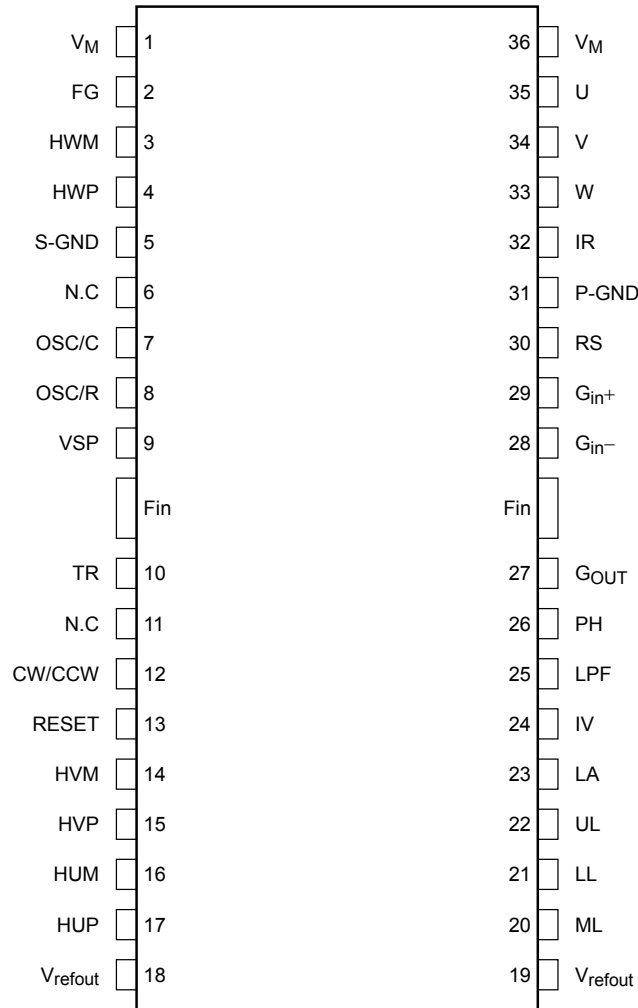 VM 1 36 VM
FG 2 35 U
HWM 3 34 V
HWP 4 33 W
S-GND 5 32 IR
N.C 6 31 P-GND
OSC/C 7 30 RS
OSC/R 8 29 Gin+
VSP 9 28 Gin−
Fin Fin
TR 10 27 GOUT
N.C 11 26 PH
CW/CCW 12 25 LPF
RESET 13 24 IV
HVM 14 23 LA
HVP 15 22 UL
HUM 16 21 LL
HUP 17 20 ML
Vrefout 18 19 Vrefout